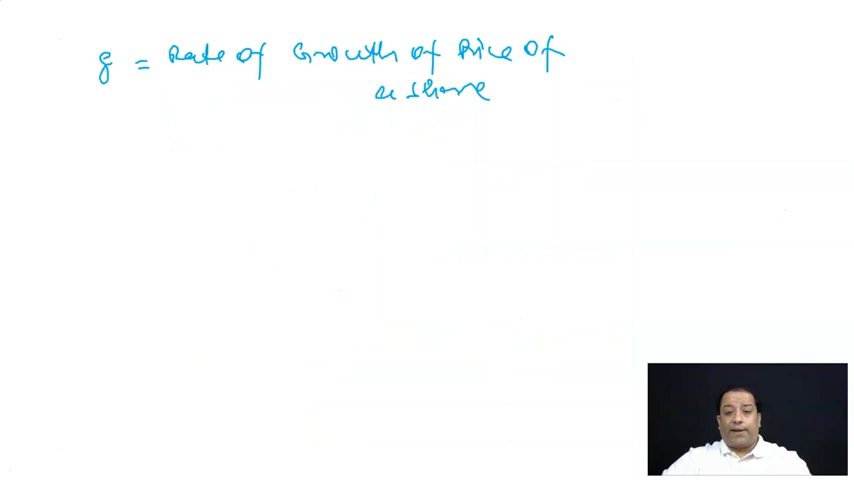 g = Rate Of Growth of Price Of
a share